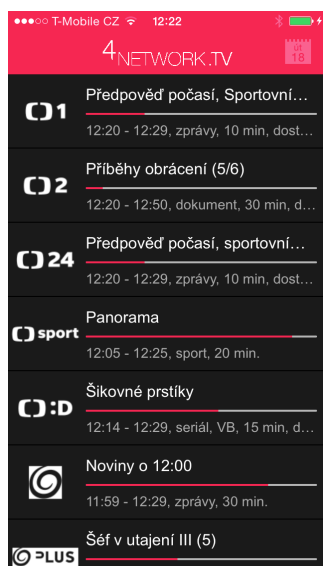 T-Mobile CZ 12:22
4NETWORK.TV
út
18
1
Předpověď počasí, Sportovní…
12:20 - 12:29, zprávy, 10 min, dost…
2
Příběhy obrácení (5/6)
12:20 - 12:50, dokument, 30 min, d…
24
Předpověď počasí, sportovní…
12:20 - 12:29, zprávy, 10 min, dost…
sport
Panorama
12:05 - 12:25, sport, 20 min.
:D
Šikovné prstíky
12:14 - 12:29, seriál, VB, 15 min, d…
Noviny o 12:00
11:59 - 12:29, zprávy, 30 min.
PLUS
Šéf v utajení III (5)